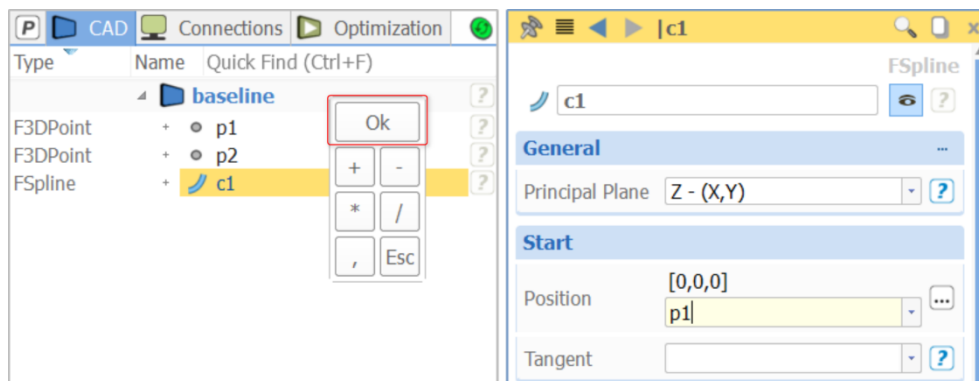 P CAD Connections Optimization
Type Name Quick Find (Ctrl+F)
baseline ?
F3DPoint + p1 ?
F3DPoint + p2 ?
FSpline + c1 ?
Ok
+ -
* /
, Esc
|c1 x
FSpline
c1 ?
General ...
Principal Plane Z - (X,Y) ?
Start
[0,0,0]
Position p1 ...
Tangent ?